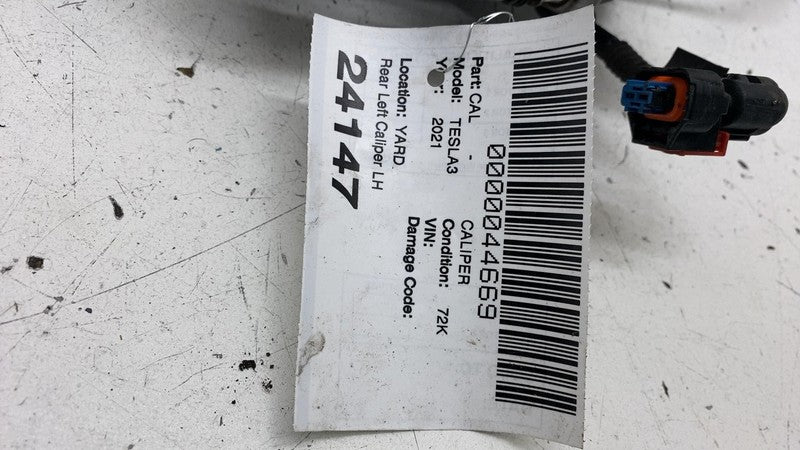 0000044669
Part: CAL - CALIPER
Model: TESLA3 Condition: 72K
2021 VIN:
Damage Code:
Location: YARD
Rear Left Caliper LH
24147